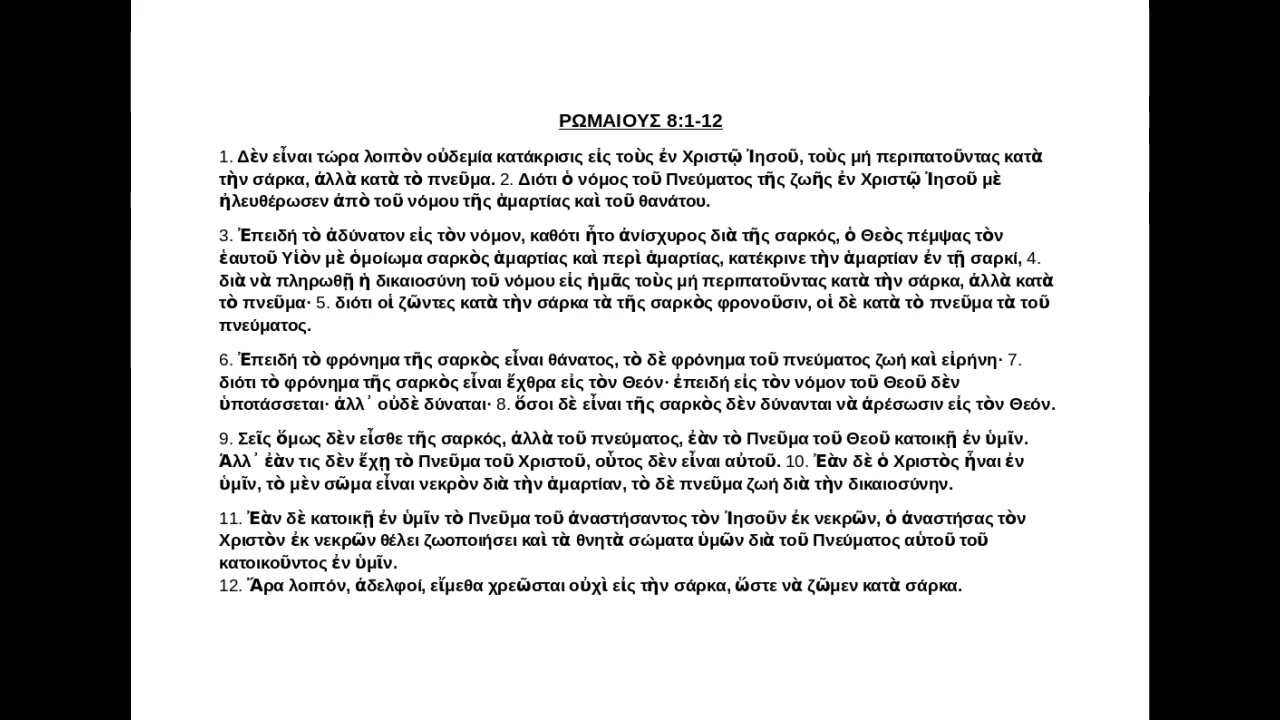 ΡΩΜΑΙΟΥΣ 8:1-12
1. Δὲν εἶναι τώρα λοιπὸν οὐδεμία κατάκρισις εἰς τοὺς ἐν Χριστῷ Ἰησοῦ, τοὺς μή περιπατοῦντας κατὰ
τὴν σάρκα, ἀλλὰ κατὰ τὸ πνεῦμα. 2. Διότι ὁ νόμος τοῦ Πνεύματος τῆς ζωῆς ἐν Χριστῷ Ἰησοῦ μὲ
ἠλευθέρωσεν ἀπὸ τοῦ νόμου τῆς ἁμαρτίας καὶ τοῦ θανάτου.
3. Ἐπειδή τὸ ἀδύνατον εἰς τὸν νόμον, καθότι ἦτο ἀνίσχυρος διὰ τῆς σαρκός, ὁ Θεὸς πέμψας τὸν
ἑαυτοῦ Υἱὸν μὲ ὁμοίωμα σαρκὸς ἁμαρτίας καὶ περὶ ἁμαρτίας, κατέκρινε τὴν ἁμαρτίαν ἐν τῇ σαρκί, 4.
διὰ νὰ πληρωθῇ ἡ δικαιοσύνη τοῦ νόμου εἰς ἡμᾶς τοὺς μή περιπατοῦντας κατὰ τὴν σάρκα, ἀλλὰ κατὰ
τὸ πνεῦμα· 5. διότι οἱ ζῶντες κατὰ τὴν σάρκα τὰ τῆς σαρκὸς φρονοῦσιν, οἱ δὲ κατὰ τὸ πνεῦμα τὰ τοῦ
πνεύματος.
6. Ἐπειδή τὸ φρόνημα τῆς σαρκὸς εἶναι θάνατος, τὸ δὲ φρόνημα τοῦ πνεύματος ζωή καὶ εἰρήνη· 7.
διότι τὸ φρόνημα τῆς σαρκὸς εἶναι ἔχθρα εἰς τὸν Θεόν· ἐπειδή εἰς τὸν νόμον τοῦ Θεοῦ δὲν
ὑποτάσσεται· ἀλλ᾿ οὐδὲ δύναται· 8. ὅσοι δὲ εἶναι τῆς σαρκὸς δὲν δύνανται νὰ ἀρέσωσιν εἰς τὸν Θεόν.
9. Σεῖς ὅμως δὲν εἶσθε τῆς σαρκός, ἀλλὰ τοῦ πνεύματος, ἐὰν τὸ Πνεῦμα τοῦ Θεοῦ κατοικῇ ἐν ὑμῖν.
Ἀλλ᾿ ἐὰν τις δὲν ἔχῃ τὸ Πνεῦμα τοῦ Χριστοῦ, οὗτος δὲν εἶναι αὐτοῦ. 10. Ἐὰν δὲ ὁ Χριστὸς ἦναι ἐν
ὑμῖν, τὸ μὲν σῶμα εἶναι νεκρὸν διὰ τὴν ἁμαρτίαν, τὸ δὲ πνεῦμα ζωή διὰ τὴν δικαιοσύνην.
11. Ἐὰν δὲ κατοικῇ ἐν ὑμῖν τὸ Πνεῦμα τοῦ ἀναστήσαντος τὸν Ἰησοῦν ἐκ νεκρῶν, ὁ ἀναστήσας τὸν
Χριστὸν ἐκ νεκρῶν θέλει ζωοποιήσει καὶ τὰ θνητὰ σώματα ὑμῶν διὰ τοῦ Πνεύματος αὑτοῦ τοῦ
κατοικοῦντος ἐν ὑμῖν.
12. Ἄρα λοιπόν, ἀδελφοί, εἴμεθα χρεῶσται οὐχὶ εἰς τὴν σάρκα, ὥστε νὰ ζῶμεν κατὰ σάρκα.